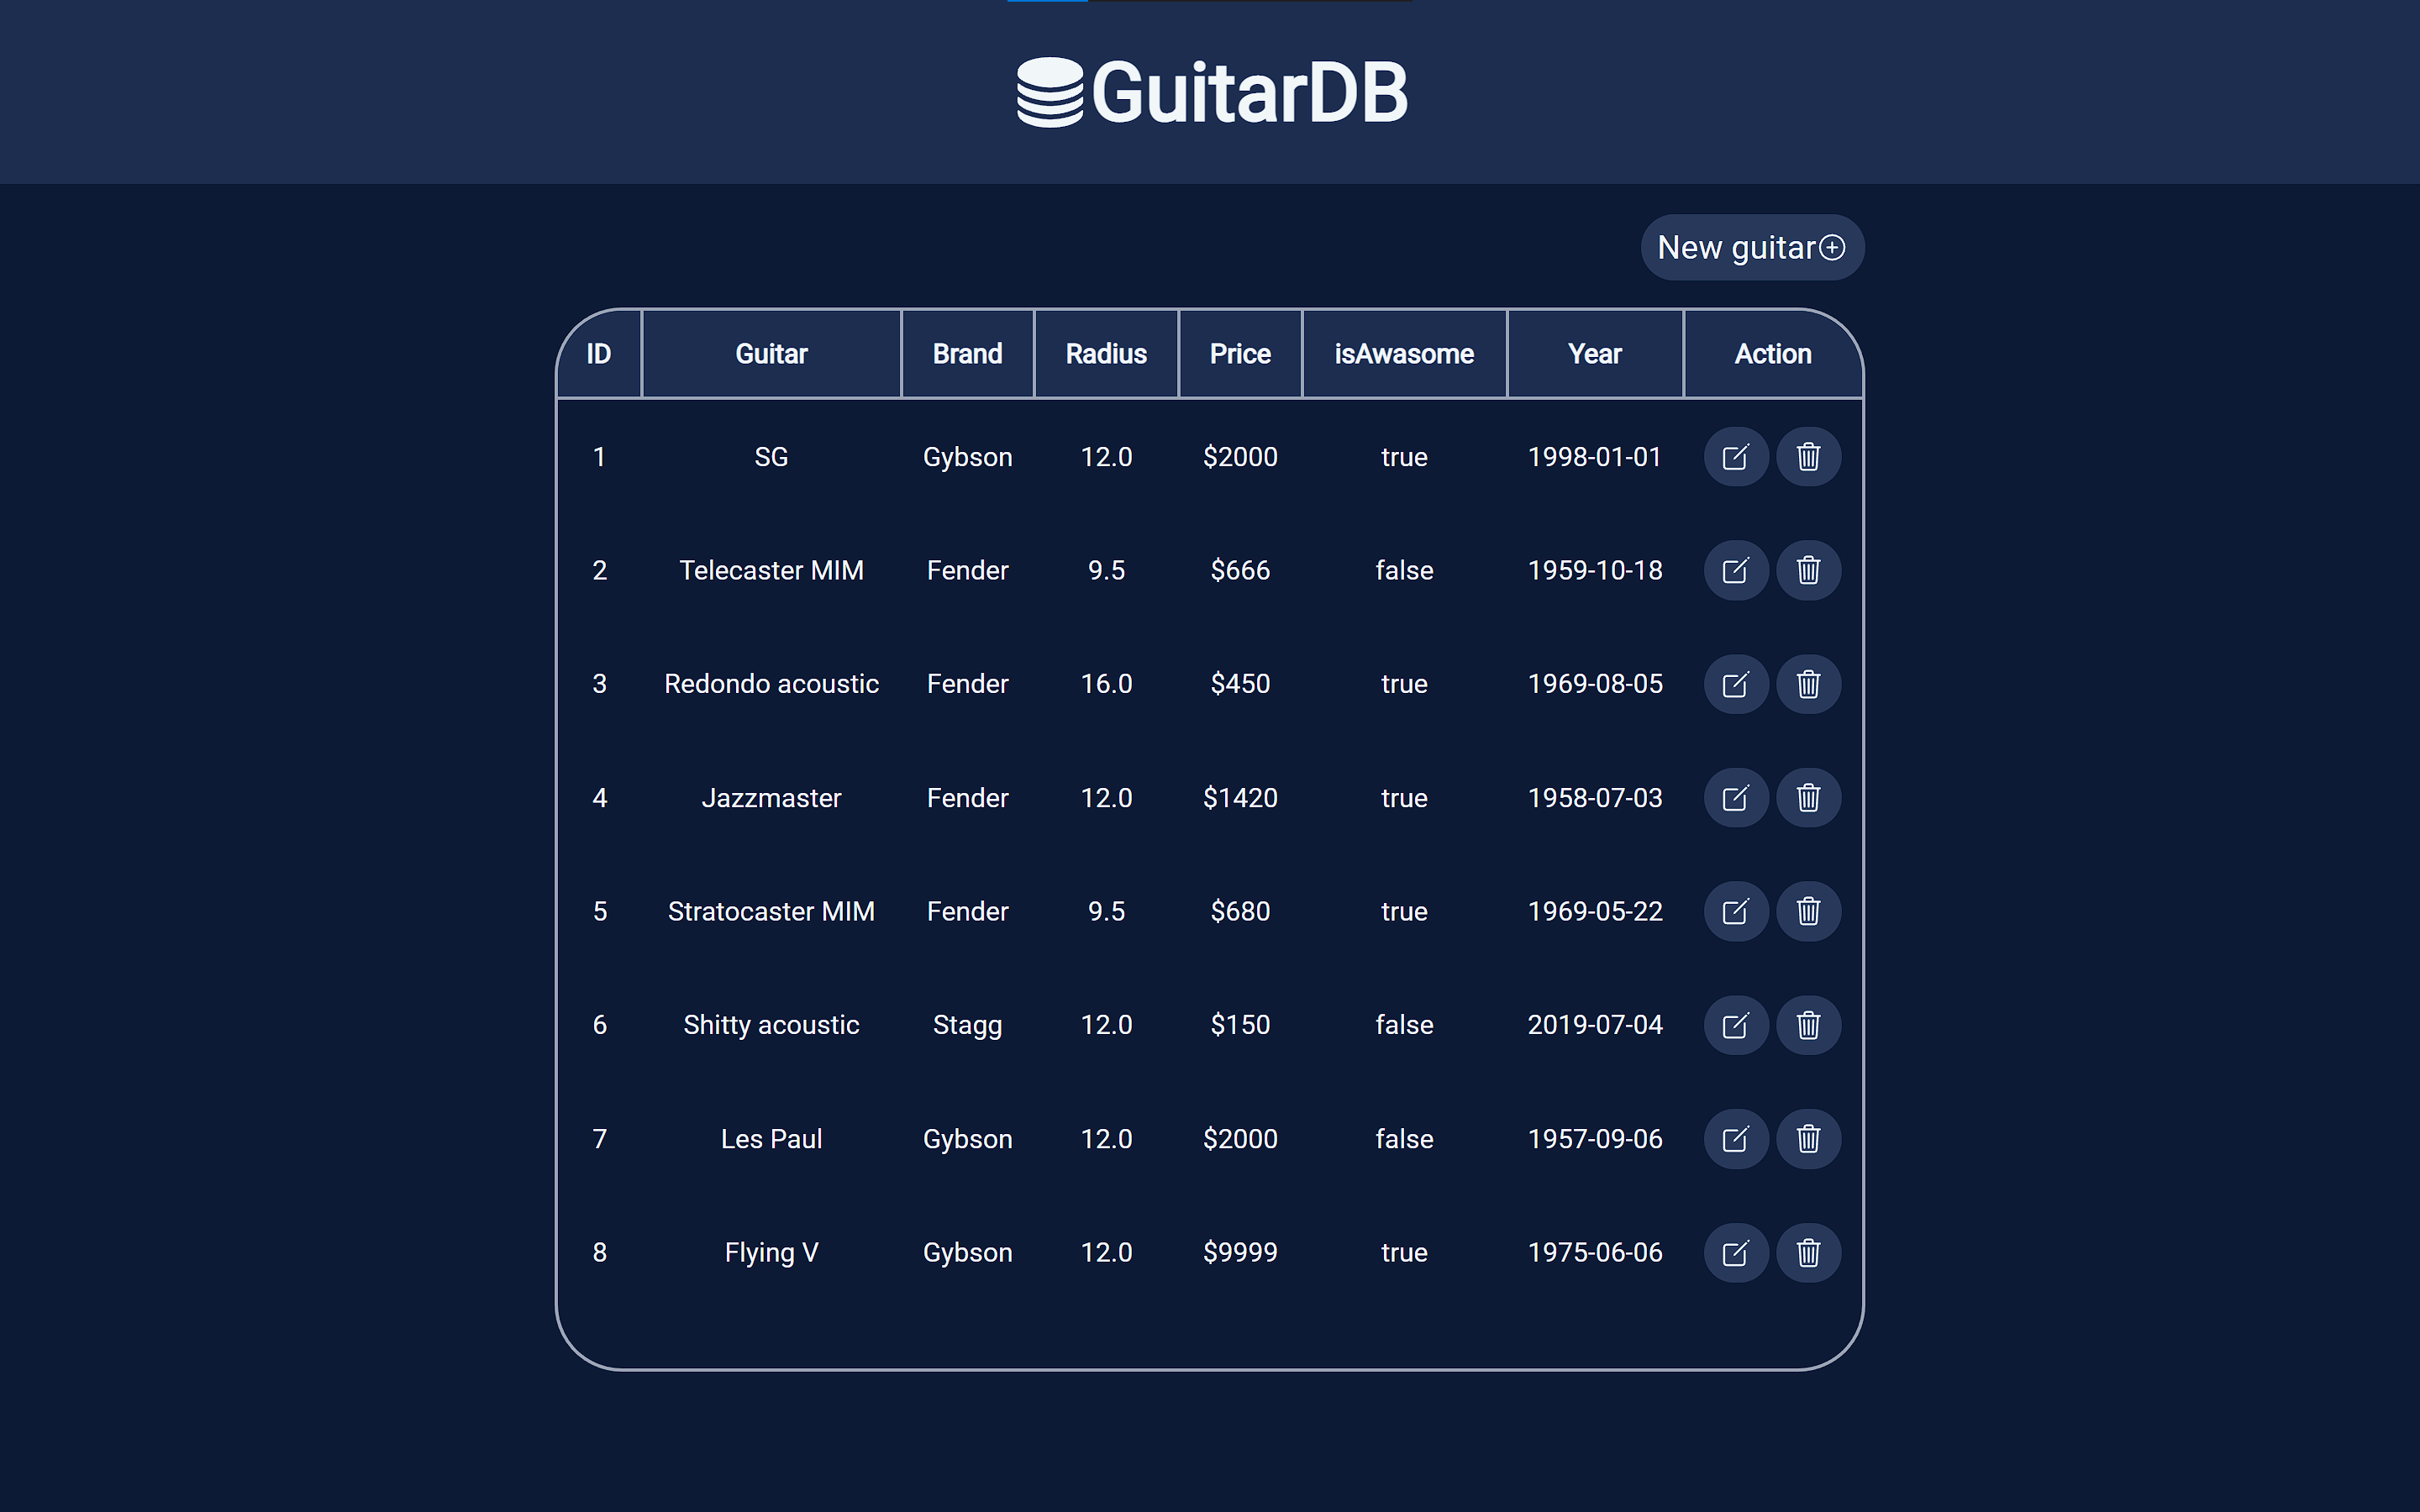 GuitarDB
New guitar
ID Guitar Brand Radius Price isAwasome Year Action
1 SG Gybson 12.0 $2000 true 1998-01-01
2 Telecaster MIM Fender 9.5 $666 false 1959-10-18
3 Redondo acoustic Fender 16.0 $450 true 1969-08-05
4 Jazzmaster Fender 12.0 $1420 true 1958-07-03
5 Stratocaster MIM Fender 9.5 $680 true 1969-05-22
6 Shitty acoustic Stagg 12.0 $150 false 2019-07-04
7 Les Paul Gybson 12.0 $2000 false 1957-09-06
8 Flying V Gybson 12.0 $9999 true 1975-06-06